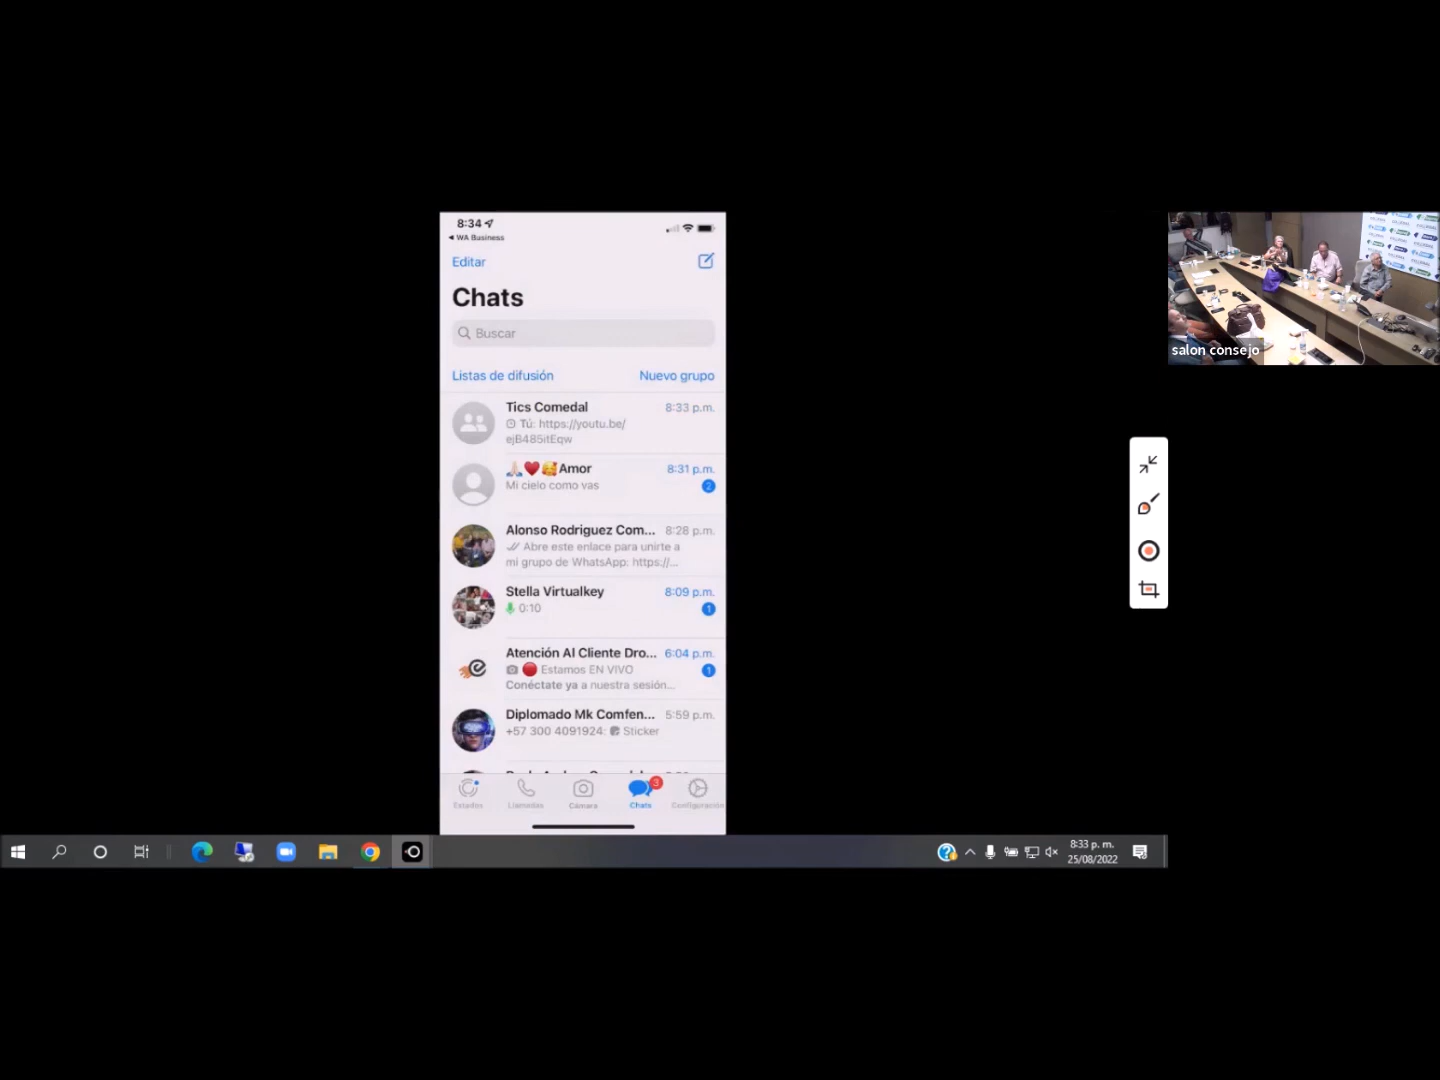 8:34
WA Business
Editar
Chats
Buscar
Listas de difusión
Nuevo grupo
Tics Comedal
8:33 p.m.
Tú: https://youtu.be/
ejB485itEqw
Amor
8:31 p.m.
Mi cielo como vas
2
Alonso Rodriguez Com...
8:28 p.m.
Abre este enlace para unirte a
mi grupo de WhatsApp: https://...
Stella Virtualkey
8:09 p.m.
0:10
1
Atención Al Cliente Dro...
6:04 p.m.
Estamos EN VIVO
1
Conéctate ya a nuestra sesión...
Diplomado Mk Comfen...
5:59 p.m.
+57 300 4091924: Sticker
3
Estados
Llamadas
Cámara
Chats
Configuración
salon consejo
8:33 p. m.
25/08/2022